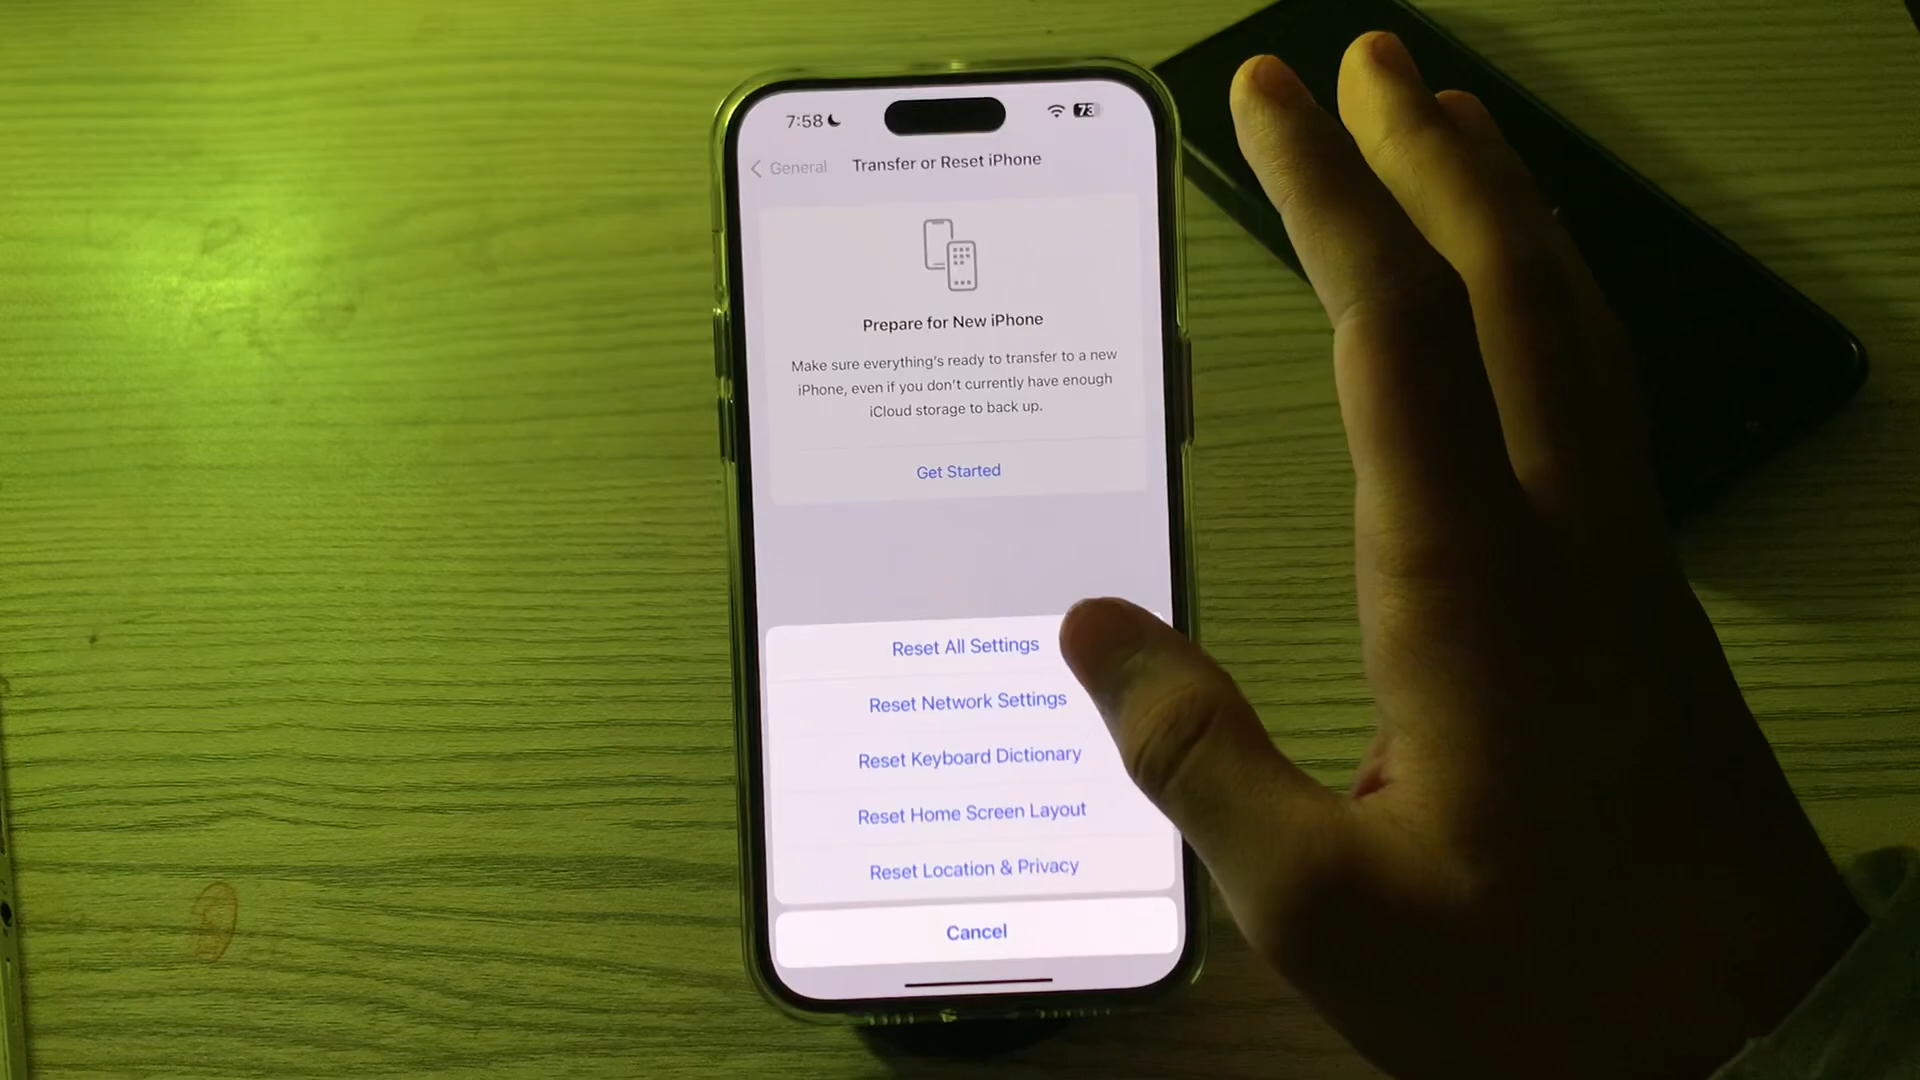 7:58
73
General
Transfer or Reset iPhone
Prepare for New iPhone
Make sure everything's ready to transfer to a new
iPhone, even if you don't currently have enough
iCloud storage to back up.
Get Started
Reset All Settings
Reset Network Settings
Reset Keyboard Dictionary
Reset Home Screen Layout
Reset Location & Privacy
Cancel